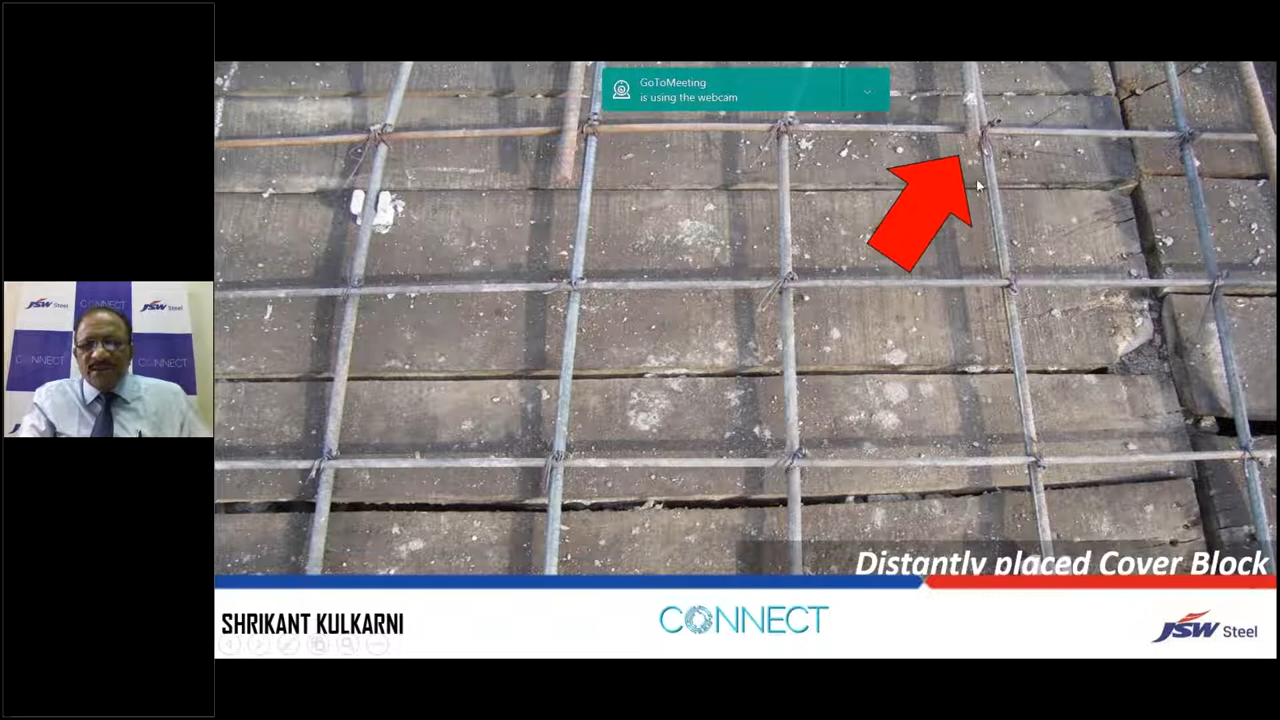 GoToMeeting
is using the webcam
JSW Steel
CONNECT
JSW Steel
CONNECT
CONNECT
Distantly placed Cover Block
SHRIKANT KULKARNI
CONNECT
JSW Steel